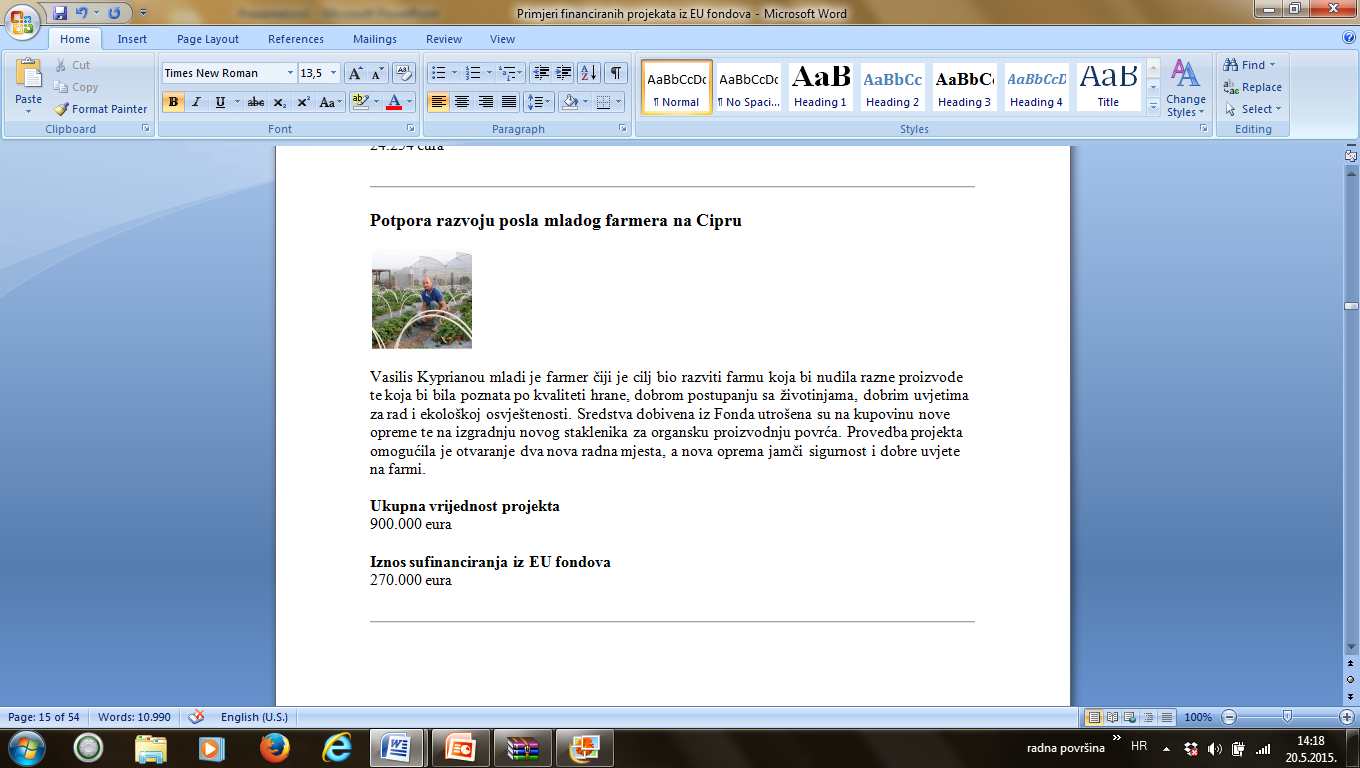 Primjeri financiranih projekata iz EU fondova - Microsoft Word
Home Insert Page Layout References Mailings Review View
Paste
Cut
Copy
Format Painter
Clipboard
Times New Roman 13,5
B I U abc x₂ x² Aa
Font
Paragraph
AaBbCcDc AaBbCcDc AaB AaBbCc AaBbC AaBbCcD AaB
¶ Normal ¶ No Spaci... Heading 1 Heading 2 Heading 3 Heading 4 Title
Change Styles
Styles
Find
Replace
Select
Editing
eura
Potpora razvoju posla mladog farmera na Cipru
Vasilis Kyprianou mladi je farmer čiji je cilj bio razviti farmu koja bi nudila razne proizvode
te koja bi bila poznata po kvaliteti hrane, dobrom postupanju sa životinjama, dobrim uvjetima
za rad i ekološkoj osvještenosti. Sredstva dobivena iz Fonda utrošena su na kupovinu nove
opreme te na izgradnju novog staklenika za organsku proizvodnju povrća. Provedba projekta
omogućila je otvaranje dva nova radna mjesta, a nova oprema jamči sigurnost i dobre uvjete
na farmi.
Ukupna vrijednost projekta
900.000 eura
Iznos sufinanciranja iz EU fondova
270.000 eura
Page: 15 of 54 Words: 10.990 English (U.S.) 100%
radna površina HR 14:18
20.5.2015.